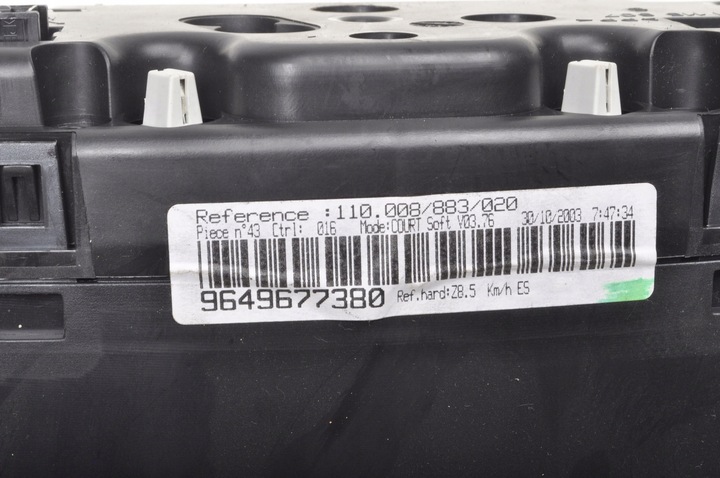 Reference :110.008/883/020
Piece n°43 Ctrl: 016 Mode:COURT Soft V03.76 30/10/2003 7:47:34
9649677380 Ref.hard:Z8.5 Km/h ES